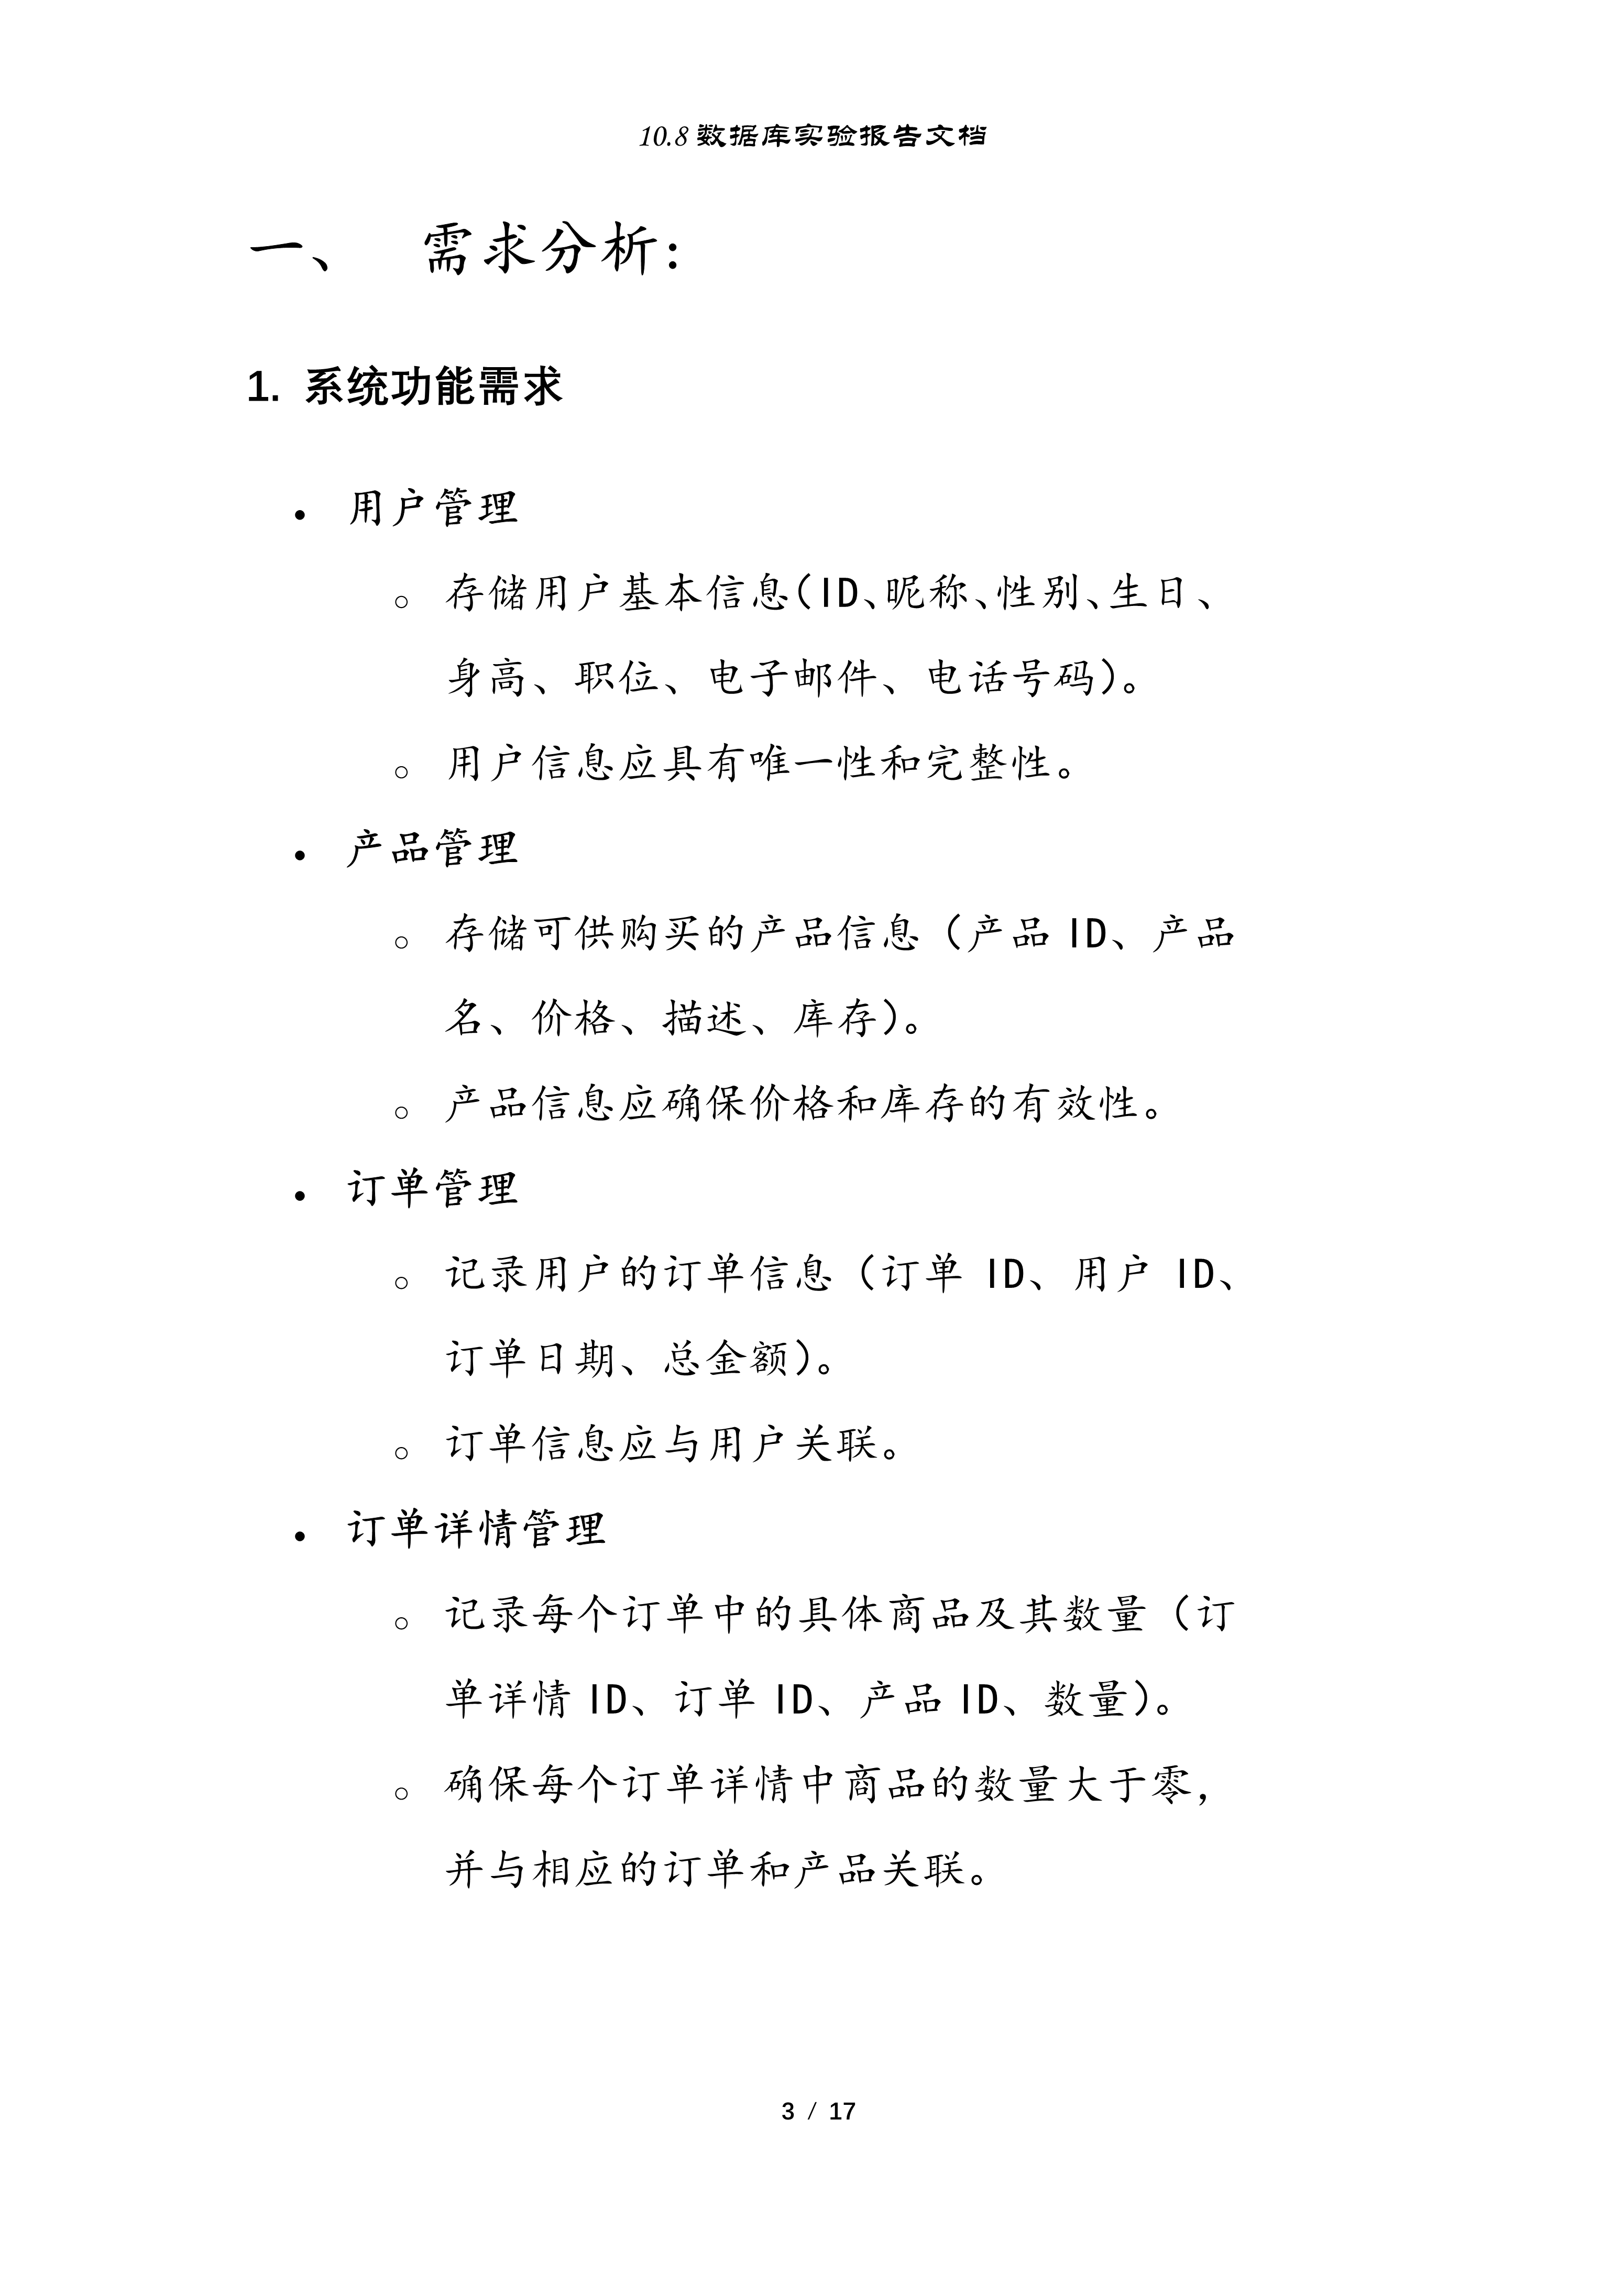 10.8 数据库实验报告文档
一、 需求分析:
1. 系统功能需求
• 用户管理
○ 存储用户基本信息(ID、昵称、性别、生日、
身高、职位、电子邮件、电话号码)。
○ 用户信息应具有唯一性和完整性。
• 产品管理
○ 存储可供购买的产品信息（产品 ID、产品
名、价格、描述、库存)。
○ 产品信息应确保价格和库存的有效性。
• 订单管理
○ 记录用户的订单信息（订单 ID、用户 ID、
订单日期、总金额)。
○ 订单信息应与用户关联。
• 订单详情管理
○ 记录每个订单中的具体商品及其数量（订
单详情 ID、订单 ID、产品 ID、数量)。
○ 确保每个订单详情中商品的数量大于零，
并与相应的订单和产品关联。
3 / 17